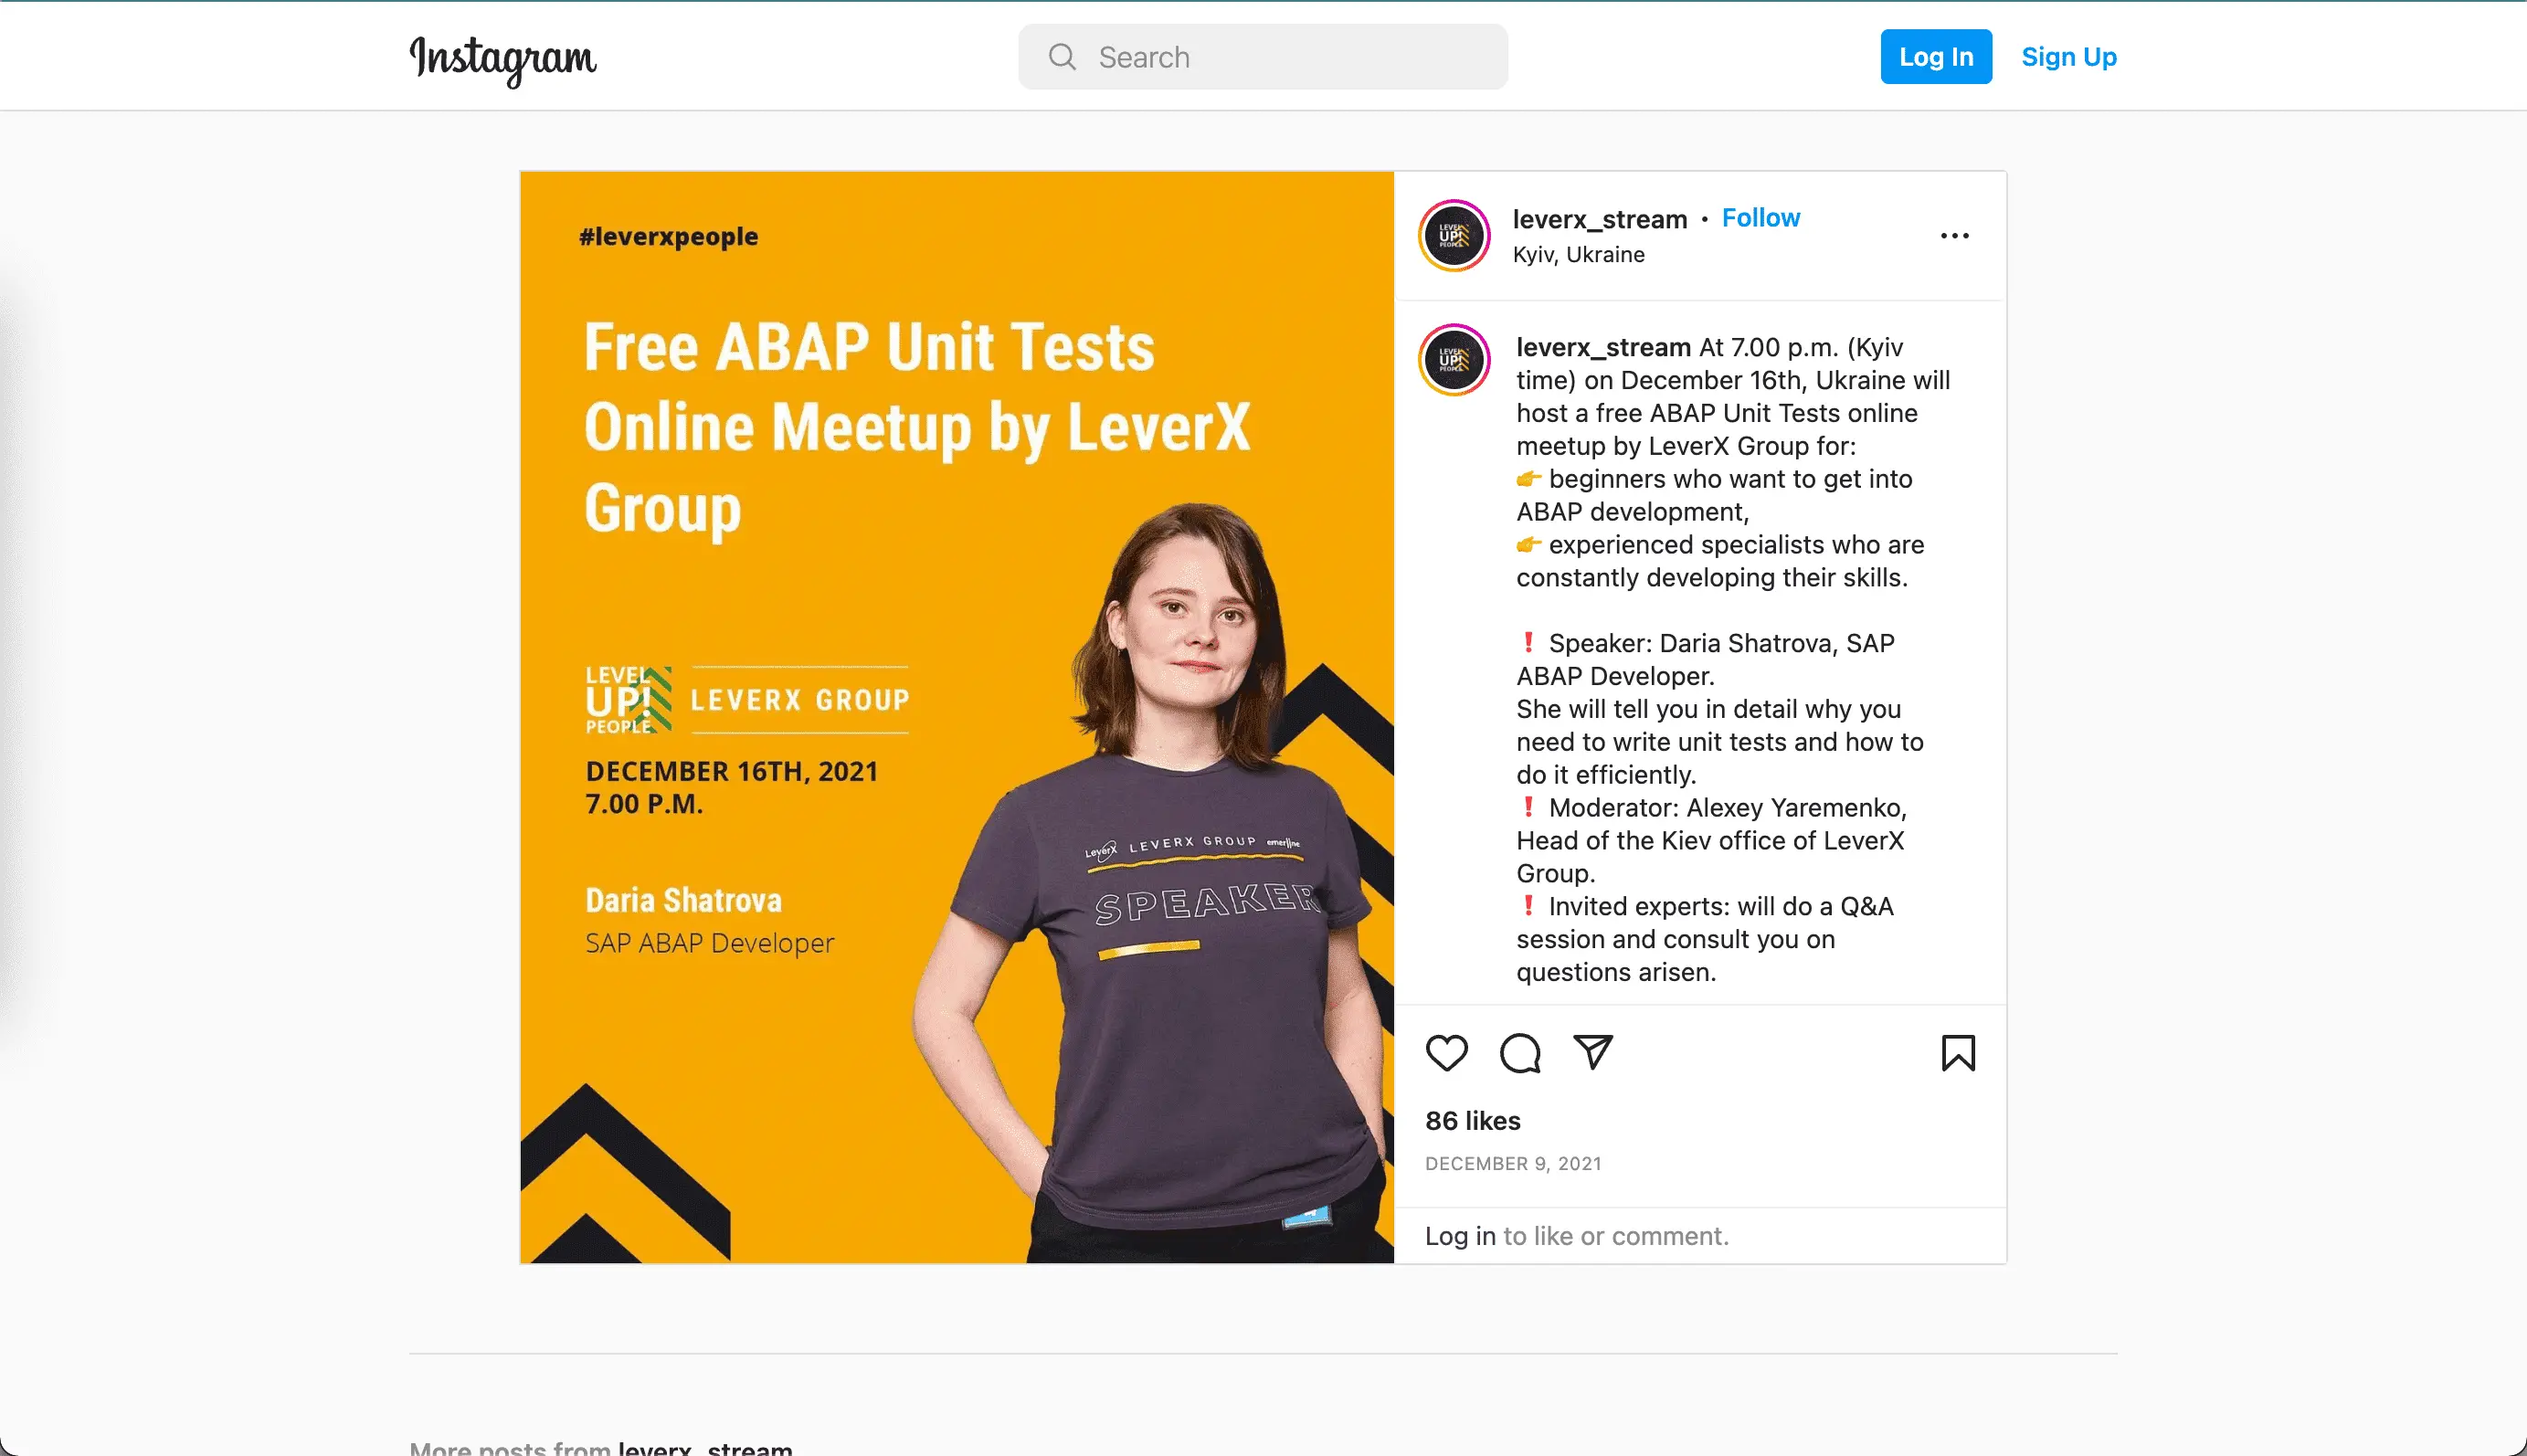 Instagram
Search
Log In
Sign Up
#leverxpeople
Free ABAP Unit Tests
Online Meetup by LeverX
Group
LEVEL
UP!
PEOPLE
LEVERX GROUP
DECEMBER 16TH, 2021
7.00 P.M.
Daria Shatrova
SAP ABAP Developer
LeverX LEVERX GROUP emerline
SPEAKER
LEVEL
UP!
PEOPLE
leverx_stream • Follow
Kyiv, Ukraine
LEVEL
UP!
PEOPLE
leverx_stream At 7.00 p.m. (Kyiv
time) on December 16th, Ukraine will
host a free ABAP Unit Tests online
meetup by LeverX Group for:
👉 beginners who want to get into
ABAP development,
👉 experienced specialists who are
constantly developing their skills.
❗ Speaker: Daria Shatrova, SAP
ABAP Developer.
She will tell you in detail why you
need to write unit tests and how to
do it efficiently.
❗ Moderator: Alexey Yaremenko,
Head of the Kiev office of LeverX
Group.
❗ Invited experts: will do a Q&A
session and consult you on
questions arisen.
86 likes
DECEMBER 9, 2021
Log in to like or comment.
More posts from leverx_stream